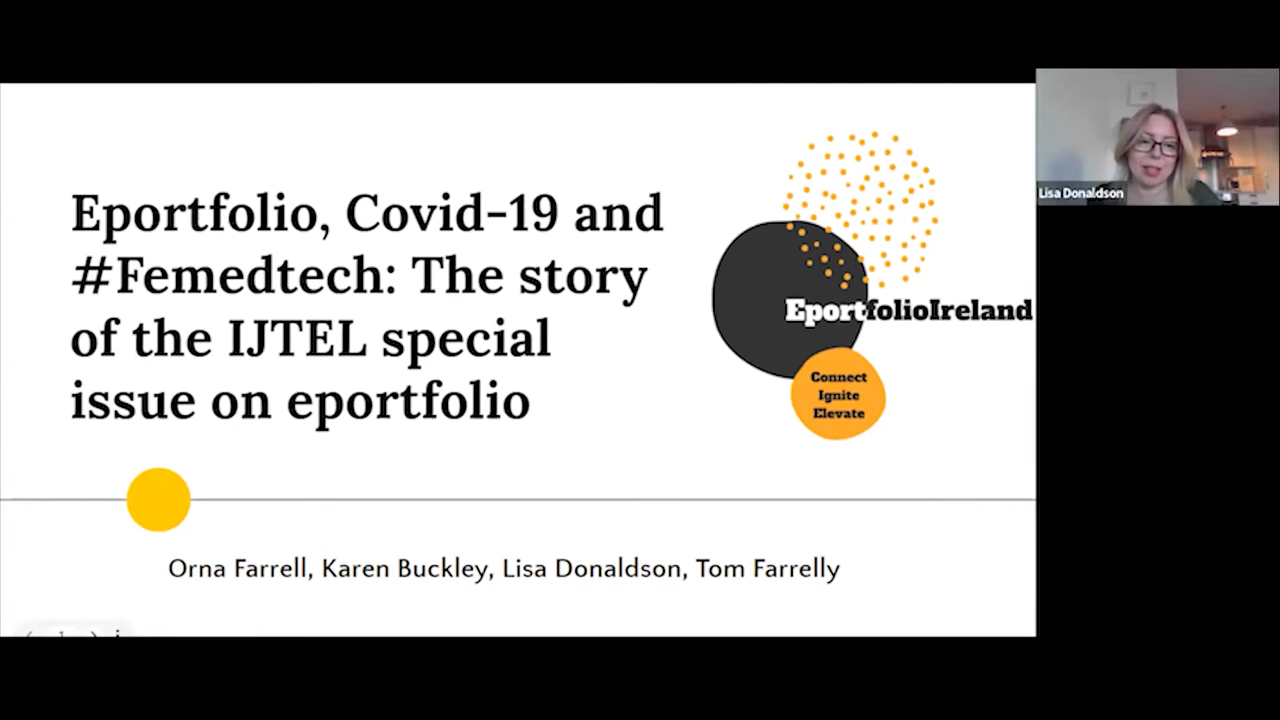 Eportfolio, Covid-19 and
#Femedtech: The story
of the IJTEL special
issue on eportfolio
EportfolioIreland
Connect
Ignite
Elevate
Orna Farrell, Karen Buckley, Lisa Donaldson, Tom Farrelly
Lisa Donaldson